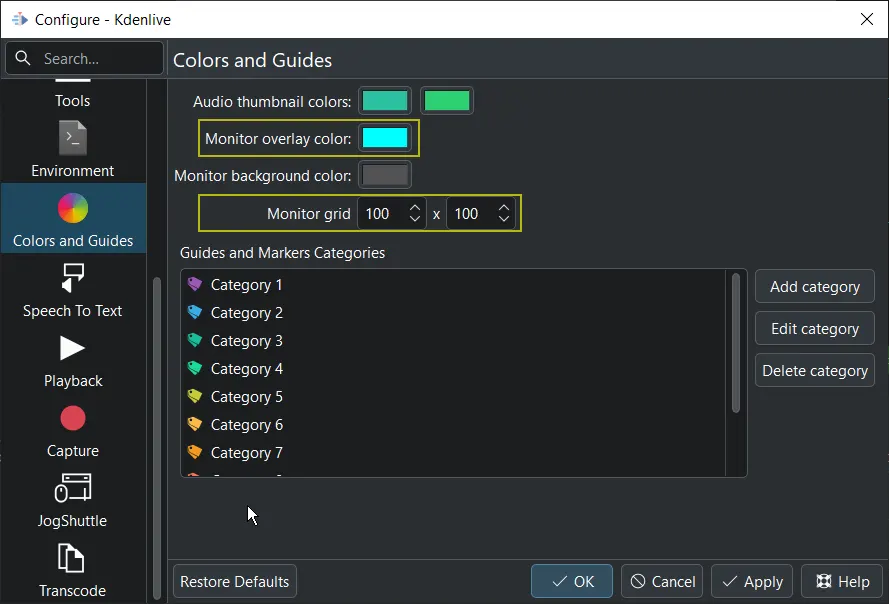 Configure - Kdenlive
Search...
Colors and Guides
Tools
Environment
Colors and Guides
Speech To Text
Playback
Capture
JogShuttle
Transcode
Audio thumbnail colors:
Monitor overlay color:
Monitor background color:
Monitor grid 100 x 100
Guides and Markers Categories
Category 1
Category 2
Category 3
Category 4
Category 5
Category 6
Category 7
Add category
Edit category
Delete category
Restore Defaults
OK
Cancel
Apply
Help